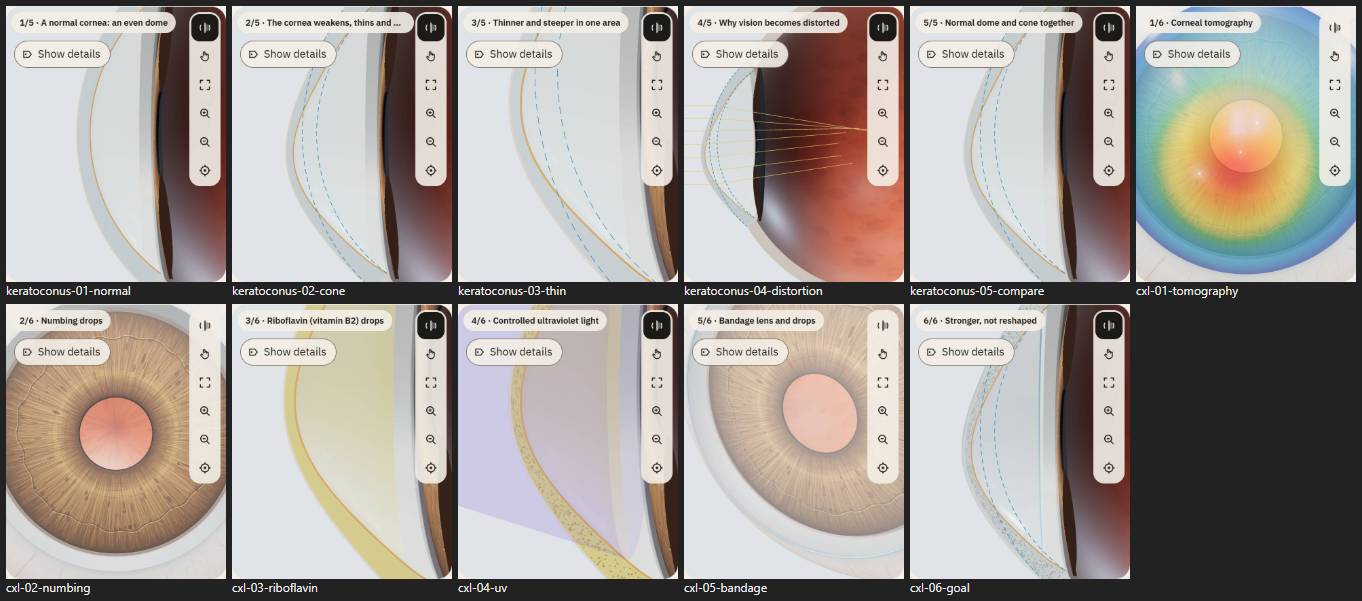 1/5 · A normal cornea: an even dome
Show details
keratoconus-01-normal
2/5 · The cornea weakens, thins and ...
Show details
keratoconus-02-cone
3/5 · Thinner and steeper in one area
Show details
keratoconus-03-thin
4/5 · Why vision becomes distorted
Show details
keratoconus-04-distortion
5/5 · Normal dome and cone together
Show details
keratoconus-05-compare
1/6 · Corneal tomography
Show details
cxl-01-tomography
2/6 · Numbing drops
Show details
cxl-02-numbing
3/6 · Riboflavin (vitamin B2) drops
Show details
cxl-03-riboflavin
4/6 · Controlled ultraviolet light
Show details
cxl-04-uv
5/6 · Bandage lens and drops
Show details
cxl-05-bandage
6/6 · Stronger, not reshaped
Show details
cxl-06-goal